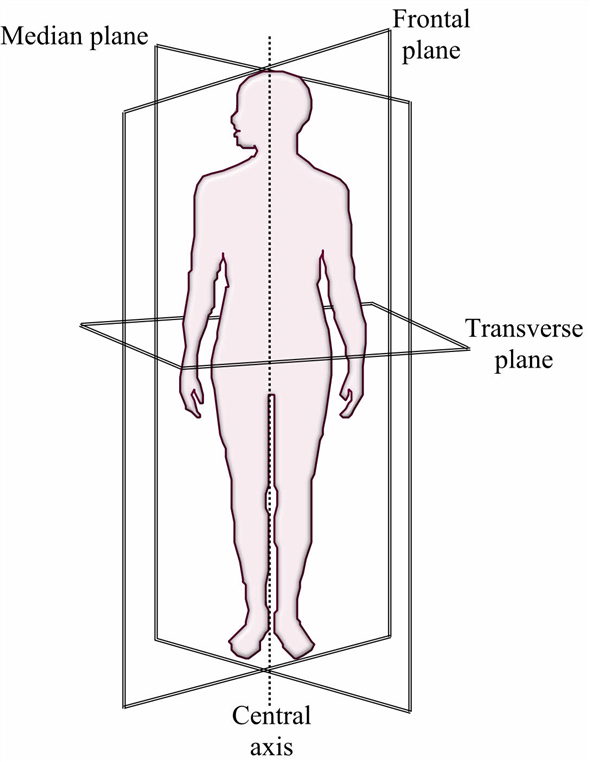 Median plane
Frontal
plane
Transverse
plane
Central
axis